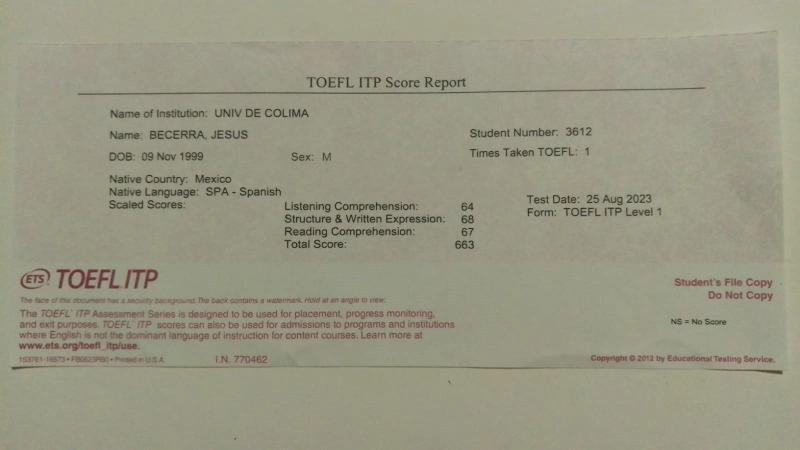 TOEFL ITP Score Report
Name of Institution: UNIV DE COLIMA
Name: BECERRA, JESUS
Student Number: 3612
DOB: 09 Nov 1999 Sex: M
Times Taken TOEFL: 1
Native Country: Mexico
Native Language: SPA - Spanish
Scaled Scores:
Listening Comprehension: 64
Structure & Written Expression: 68
Reading Comprehension: 67
Total Score: 663
Test Date: 25 Aug 2023
Form: TOEFL ITP Level 1
ETS TOEFL ITP
Student's File Copy
Do Not Copy
The face of this document has a security background. The back contains a watermark. Hold at an angle to view.
The TOEFL® ITP Assessment Series is designed to be used for placement, progress monitoring,
and exit purposes. TOEFL® ITP scores can also be used for admissions to programs and institutions
where English is not the dominant language of instruction for content courses. Learn more at
www.ets.org/toefl_itp/use.
NS = No Score
• Printed in U.S.A.
I.N. 770462
Copyright © 2012 by Educational Testing Service.